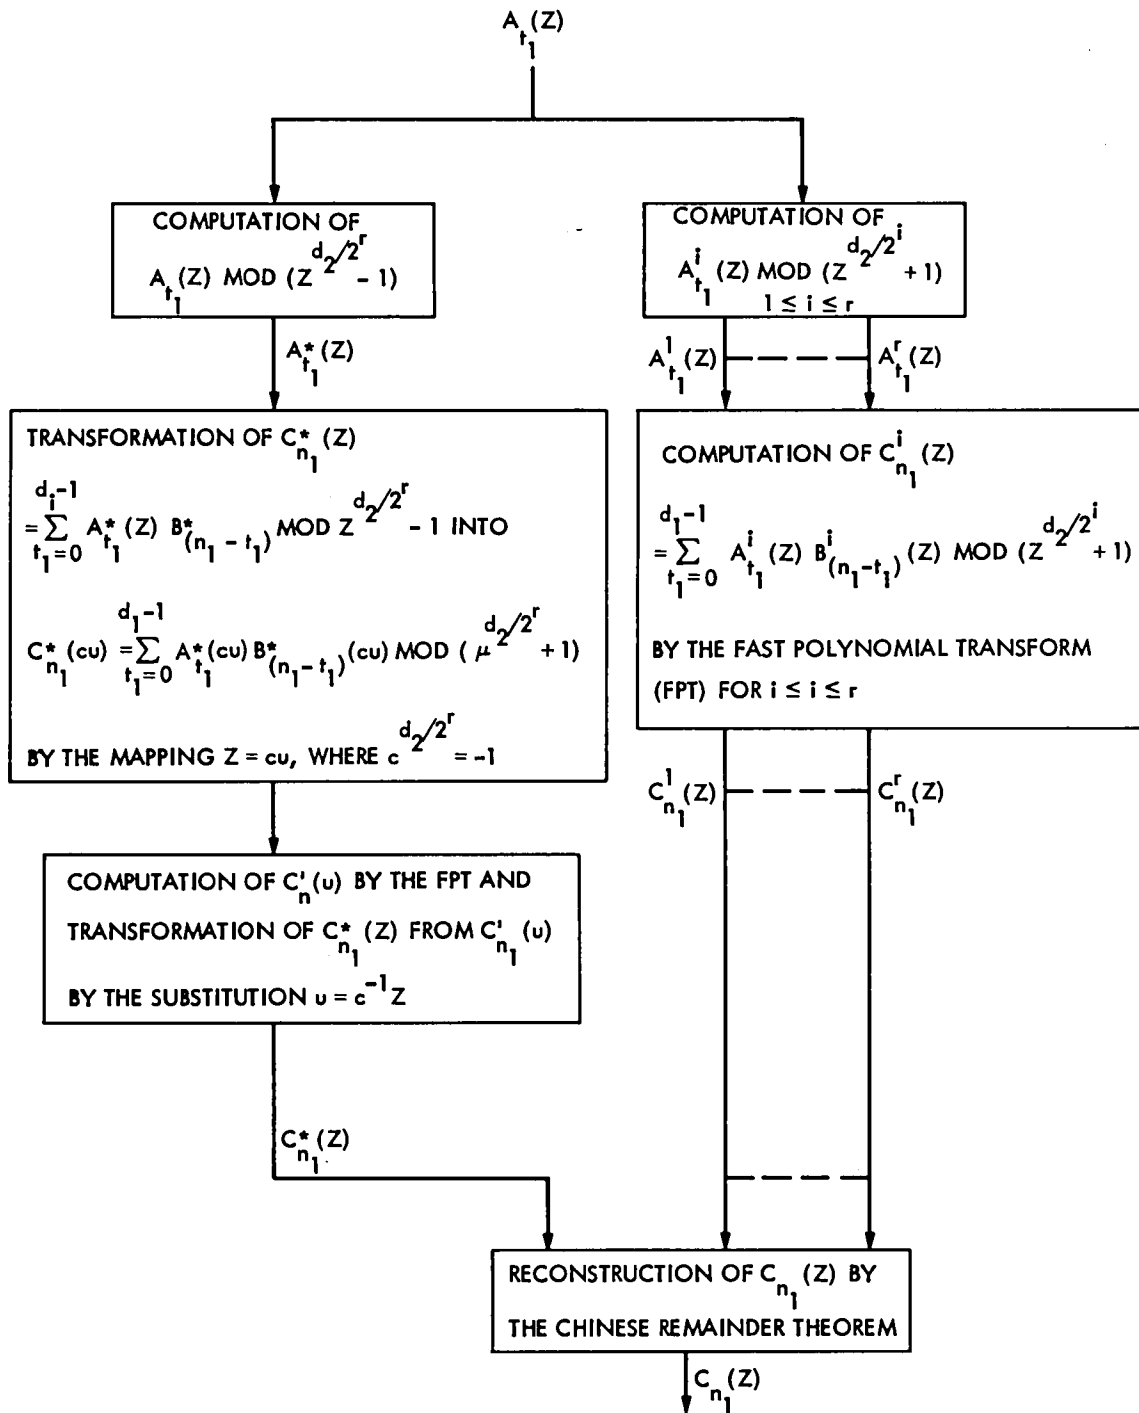 A_{t_1}(Z)
COMPUTATION OF
A_{t_1}(Z) MOD (Z^{d_2/2^r} - 1)
COMPUTATION OF
A^i_{t_1}(Z) MOD (Z^{d_2/2^i} + 1)
1 ≤ i ≤ r
A^*_{t_1}(Z)
A^1_{t_1}(Z)
A^r_{t_1}(Z)
TRANSFORMATION OF C^*_{n_1}(Z)
= \sum_{t_1=0}^{d_i-1} A^*_{t_1}(Z) B^*_{(n_1-t_1)} MOD Z^{d_2/2^r} - 1 INTO
C^*_{n_1}(cu) = \sum_{t_1=0}^{d_1-1} A^*_{t_1}(cu) B^*_{(n_1-t_1)}(cu) MOD (μ^{d_2/2^r} + 1)
BY THE MAPPING Z = cu, WHERE c^{d_2/2^r} = -1
COMPUTATION OF C^i_{n_1}(Z)
= \sum_{t_1=0}^{d_1-1} A^i_{t_1}(Z) B^i_{(n_1-t_1)}(Z) MOD (Z^{d_2/2^i} + 1)
BY THE FAST POLYNOMIAL TRANSFORM
(FPT) FOR i ≤ i ≤ r
C^1_{n_1}(Z)
C^r_{n_1}(Z)
COMPUTATION OF C'_n(u) BY THE FPT AND
TRANSFORMATION OF C^*_{n_1}(Z) FROM C'_{n_1}(u)
BY THE SUBSTITUTION u = c^{-1}Z
C^*_{n_1}(Z)
RECONSTRUCTION OF C_{n_1}(Z) BY
THE CHINESE REMAINDER THEOREM
C_{n_1}(Z)